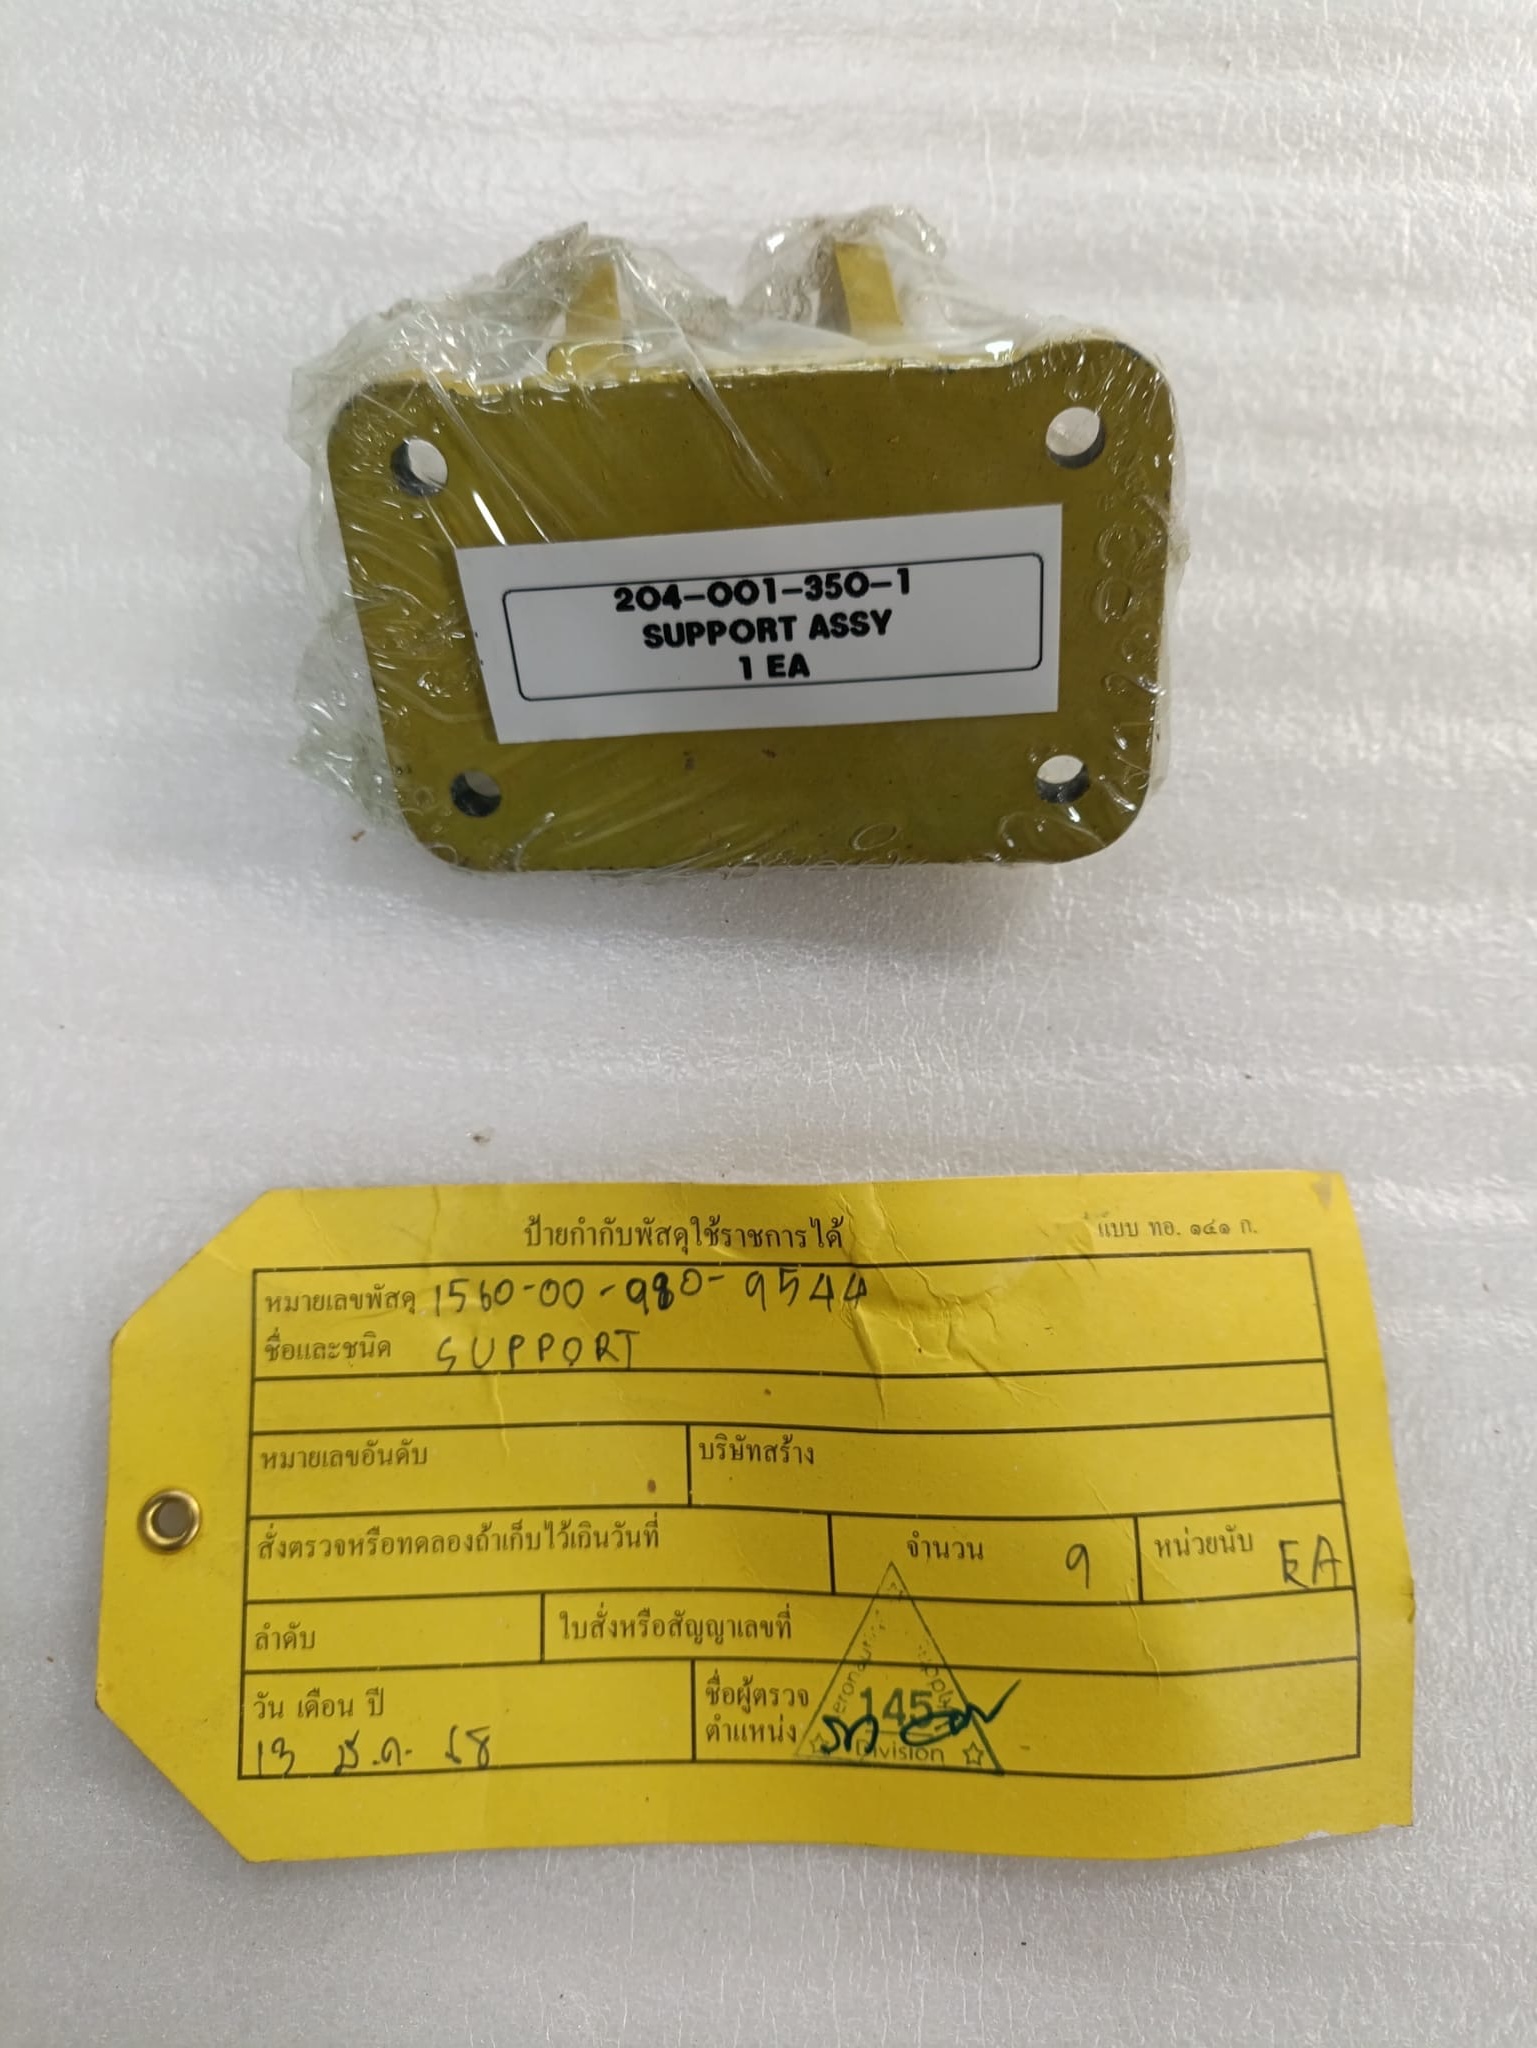 204-001-350-1
SUPPORT ASSY
1 EA
ป้ายกำกับพัสดุใช้ราชการได้
แบบ ทอ. ๑๔๑ ก.
หมายเลขพัสดุ 1560-00-980-9544
ชื่อและชนิด SUPPORT
หมายเลขอันดับ
บริษัทสร้าง
สั่งตรวจหรือทดลองถ้าเก็บไว้เกินวันที่
จำนวน 9
หน่วยนับ EA
ลำดับ
ใบสั่งหรือสัญญาเลขที่
วัน เดือน ปี
13 มี.ค. 68
ชื่อผู้ตรวจ
ตำแหน่ง
145
Division